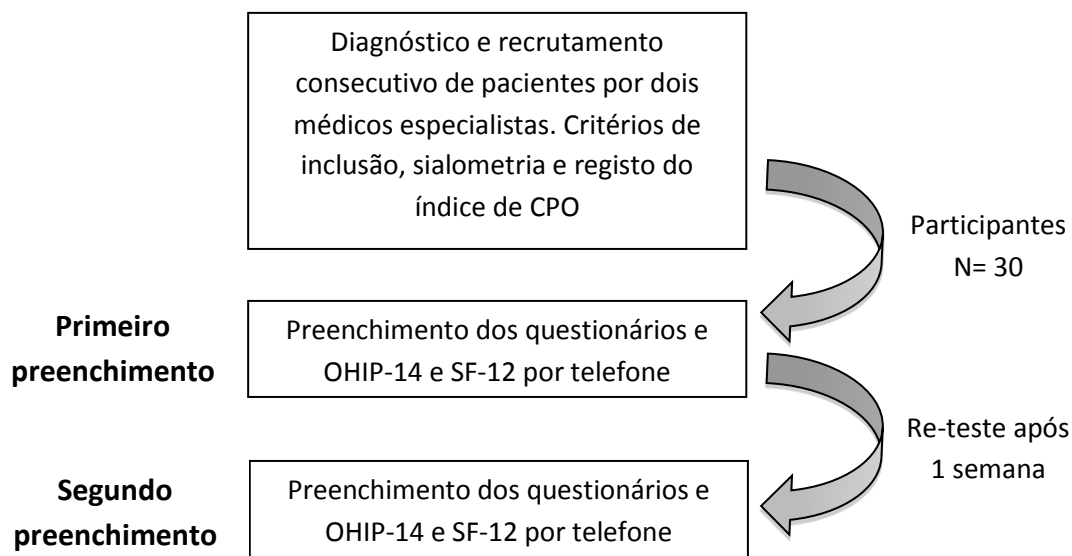 Diagnóstico e recrutamento
consecutivo de pacientes por dois
médicos especialistas. Critérios de
inclusão, sialometria e registo do
índice de CPO
Participantes
N= 30
Primeiro
preenchimento
Preenchimento dos questionários e
OHIP-14 e SF-12 por telefone
Re-teste após
1 semana
Segundo
preenchimento
Preenchimento dos questionários e
OHIP-14 e SF-12 por telefone